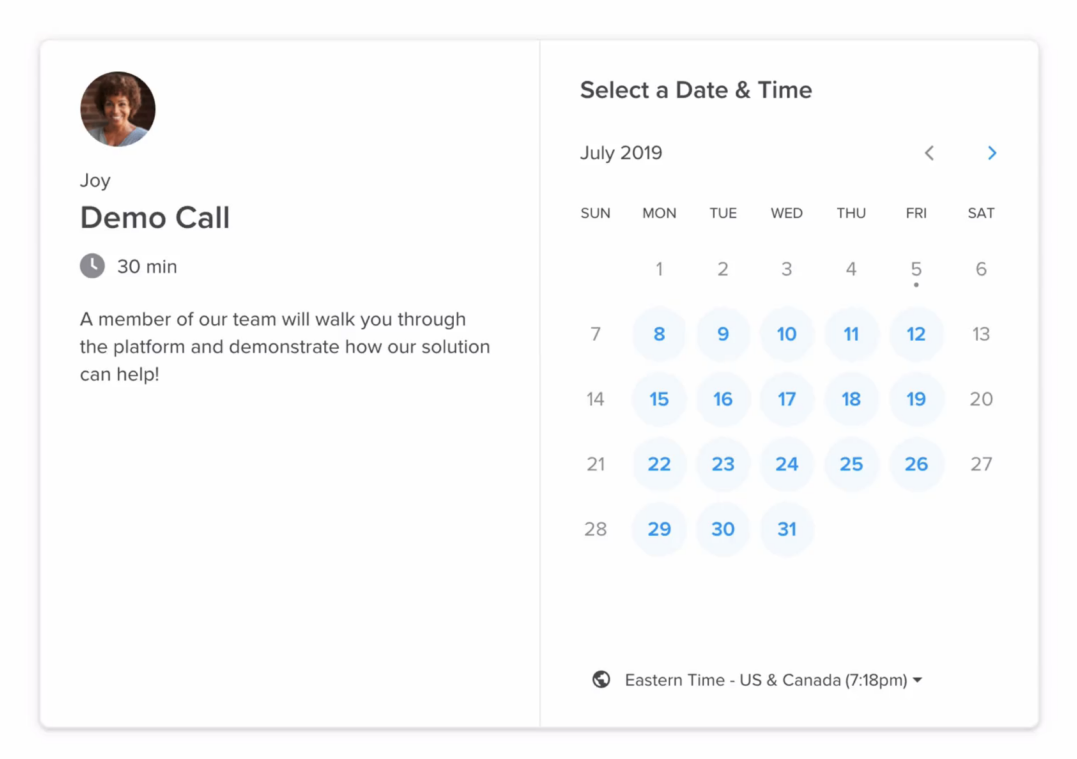 Joy
Demo Call
30 min
A member of our team will walk you through
the platform and demonstrate how our solution
can help!
Select a Date & Time
July 2019
SUN MON TUE WED THU FRI SAT
1 2 3 4 5 6
7 8 9 10 11 12 13
14 15 16 17 18 19 20
21 22 23 24 25 26 27
28 29 30 31
Eastern Time - US & Canada (7:18pm)